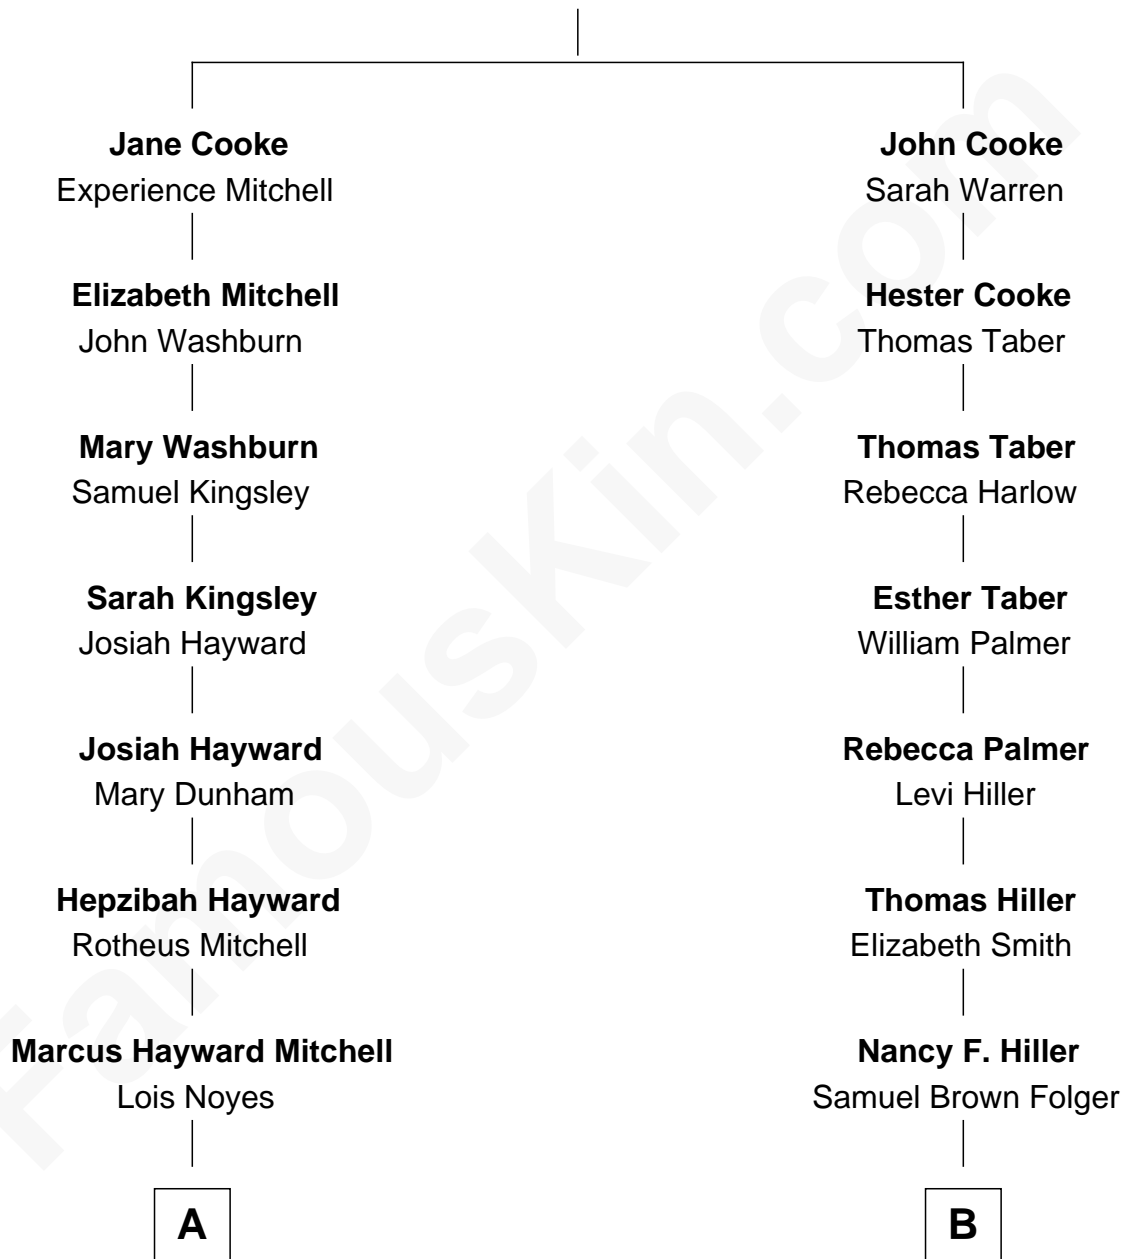 Jane Cooke
Experience Mitchell
Elizabeth Mitchell
John Washburn
Mary Washburn
Samuel Kingsley
Sarah Kingsley
Josiah Hayward
Josiah Hayward
Mary Dunham
Hepzibah Hayward
Rotheus Mitchell
Marcus Hayward Mitchell
Lois Noyes
A
John Cooke
Sarah Warren
Hester Cooke
Thomas Taber
Thomas Taber
Rebecca Harlow
Esther Taber
William Palmer
Rebecca Palmer
Levi Hiller
Thomas Hiller
Elizabeth Smith
Nancy F. Hiller
Samuel Brown Folger
B
FamousKin.com